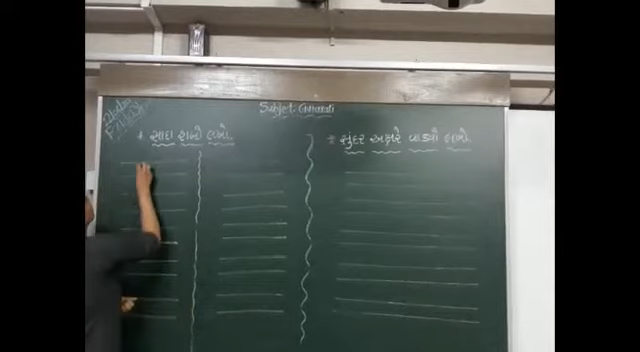 Subject Gujarati
* સાદા શબ્દો લખો.
* સુંદર અક્ષરે વાક્યો લખો.